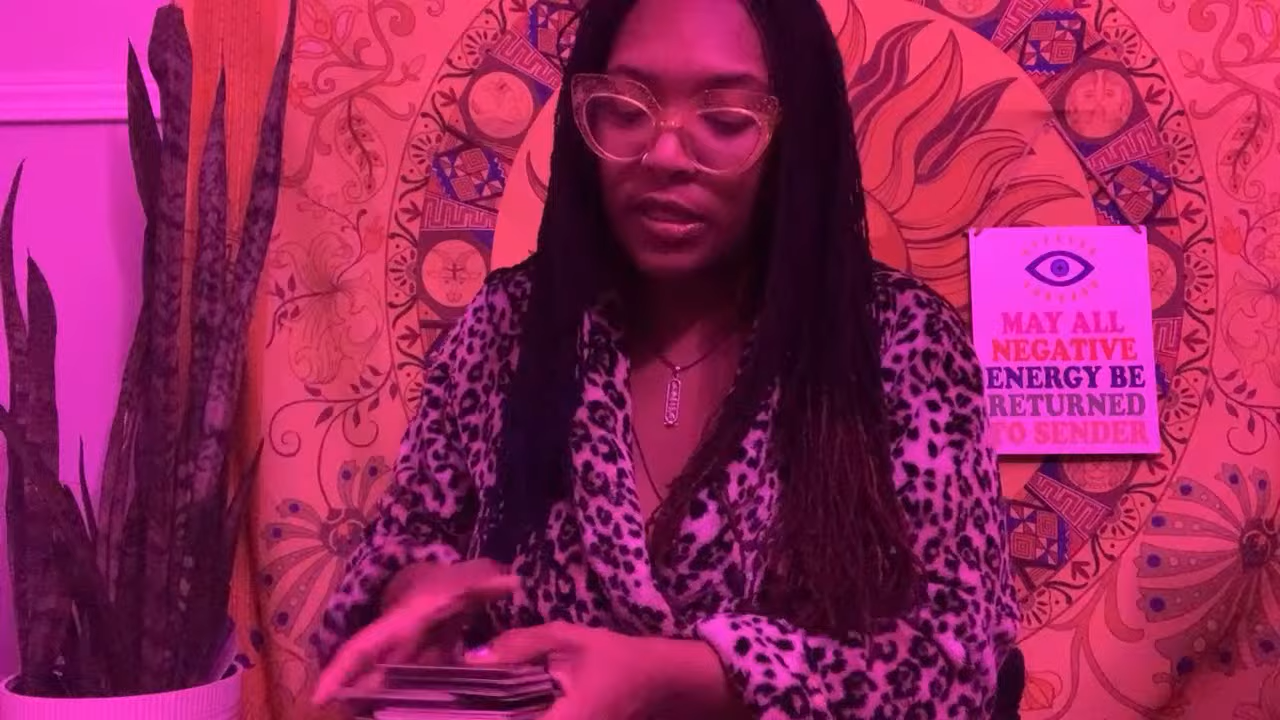 MAY ALL
NEGATIVE
ENERGY BE
RETURNED
TO SENDER